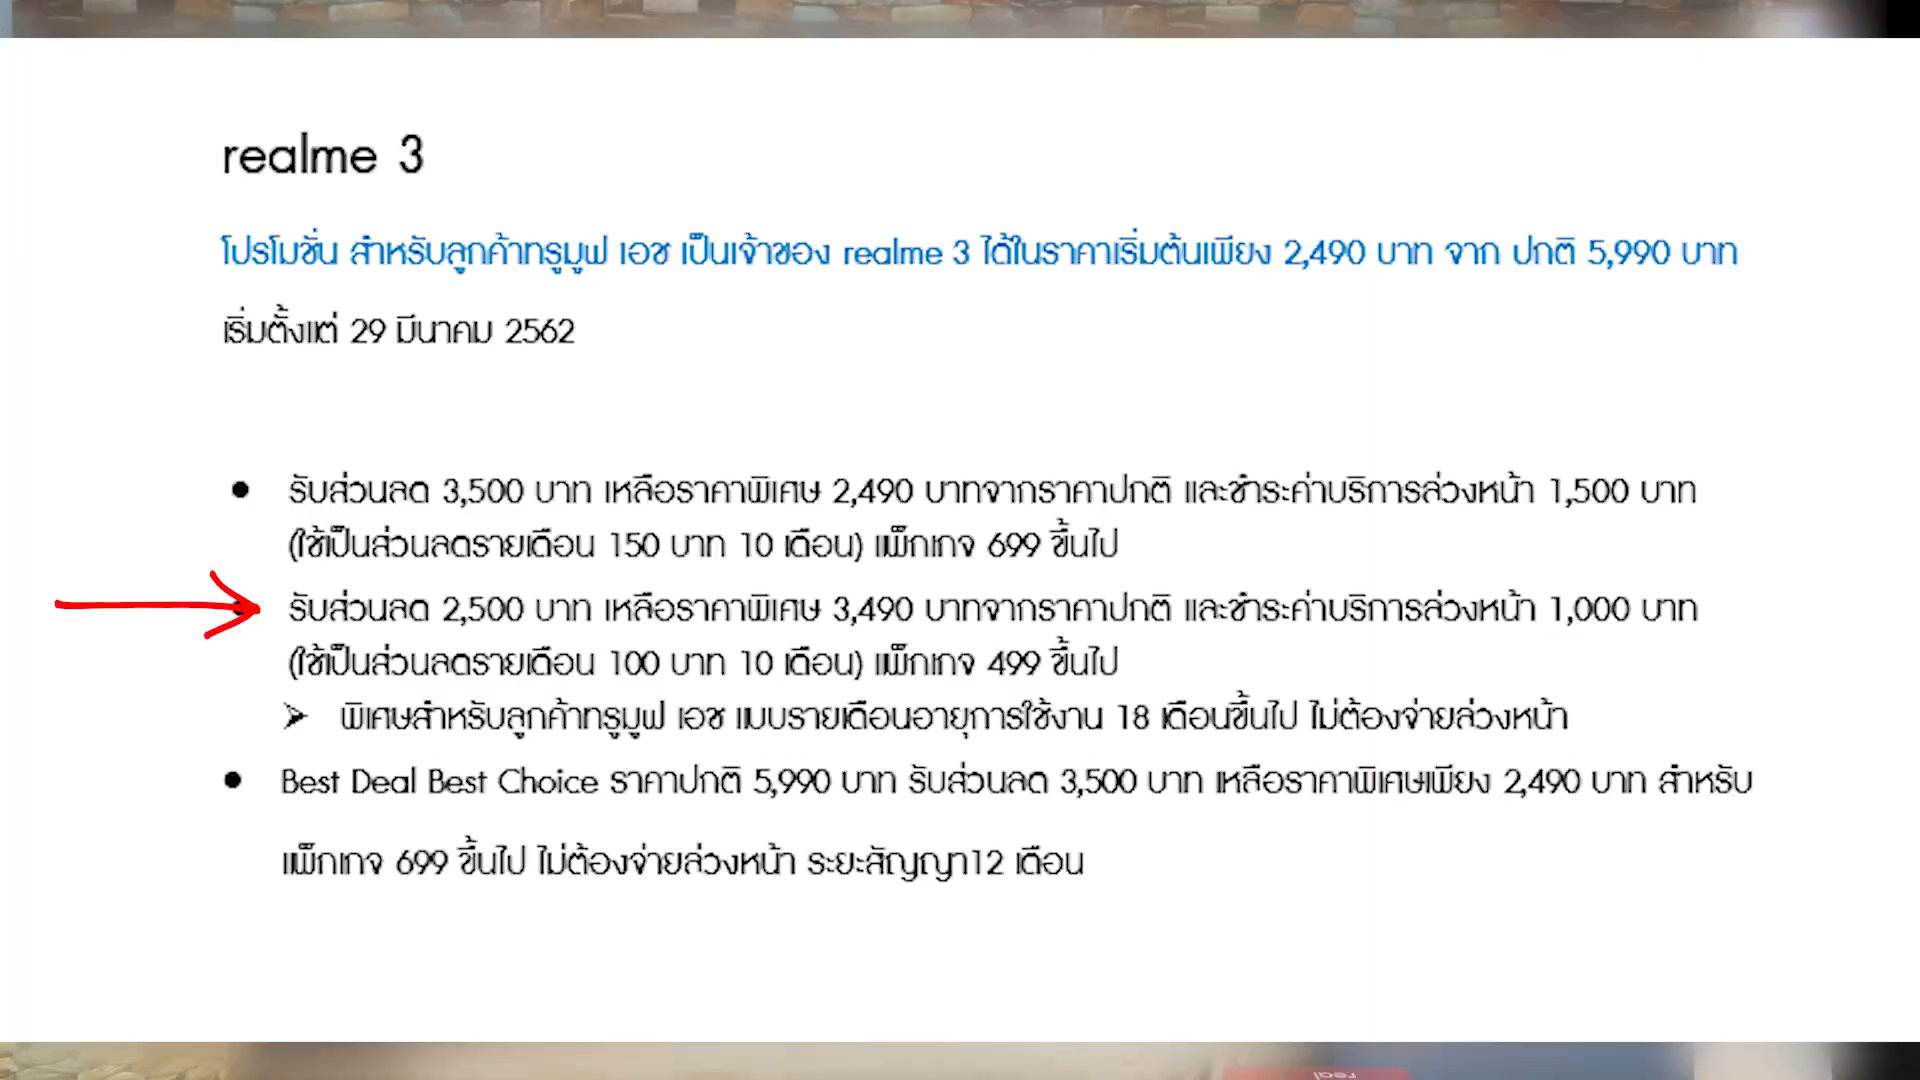 realme 3
โปรโมชั่น สำหรับลูกค้าทรูมูฟ เอช เป็นเจ้าของ realme 3 ได้ในราคาเริ่มต้นเพียง 2,490 บาท จาก ปกติ 5,990 บาท
เริ่มตั้งแต่ 29 มีนาคม 2562
● รับส่วนลด 3,500 บาท เหลือราคาพิเศษ 2,490 บาทจากราคาปกติ และชำระค่าบริการล่วงหน้า 1,500 บาท
(ใช้เป็นส่วนลดรายเดือน 150 บาท 10 เดือน) แพ็กเกจ 699 ขึ้นไป
รับส่วนลด 2,500 บาท เหลือราคาพิเศษ 3,490 บาทจากราคาปกติ และชำระค่าบริการล่วงหน้า 1,000 บาท
(ใช้เป็นส่วนลดรายเดือน 100 บาท 10 เดือน) แพ็กเกจ 499 ขึ้นไป
➢ พิเศษสำหรับลูกค้าทรูมูฟ เอช แบบรายเดือนอายุการใช้งาน 18 เดือนขึ้นไป ไม่ต้องจ่ายล่วงหน้า
● Best Deal Best Choice ราคาปกติ 5,990 บาท รับส่วนลด 3,500 บาท เหลือราคาพิเศษเพียง 2,490 บาท สำหรับ
แพ็กเกจ 699 ขึ้นไป ไม่ต้องจ่ายล่วงหน้า ระยะสัญญา12 เดือน